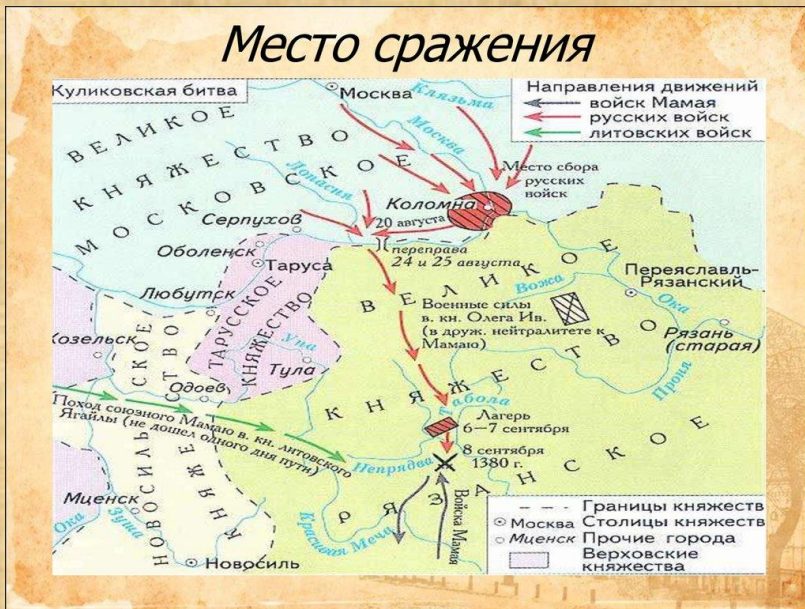 Место сражения
Куликовская битва
Направления движений
войск Мамая
русских войск
литовских войск
Москва
Клязьма
Москва
ВЕЛИКОЕ
КНЯЖЕСТВО
МОСКОВСКОЕ
Лопасня
Место сбора
русских
войск
Коломна
20 августа
Серпухов
переправа
24 и 25 августа
Оболенск
Таруса
Любутск
ТАРУССКОЕ
КНЯЖЕСТВО
Упа
Тула
ВЕЛИКОЕ
КНЯЖЕСТВО
РЯЗАНСКОЕ
Вожа
Переяславль-
Рязанский
Ока
Военные силы
в. кн. Олега Ив.
(в друж. нейтралитете к
Мамаю)
Рязань
(старая)
Проня
Козельск
Одоев
Поход союзного Мамаю в. кн. литовского
Ягайлы (не дошел одного дня пути)
Табола
Лагерь
6—7 сентября
8 сентября
1380 г.
Непрядва
Войска Мамая
Красивая Меча
Мценск
Ока
Зуша
НОВОСИЛЬСКОЕ
КНЯЖЕСТВО
Новосиль
Границы княжеств
Москва Столицы княжеств
Мценск Прочие города
Верховские
княжества